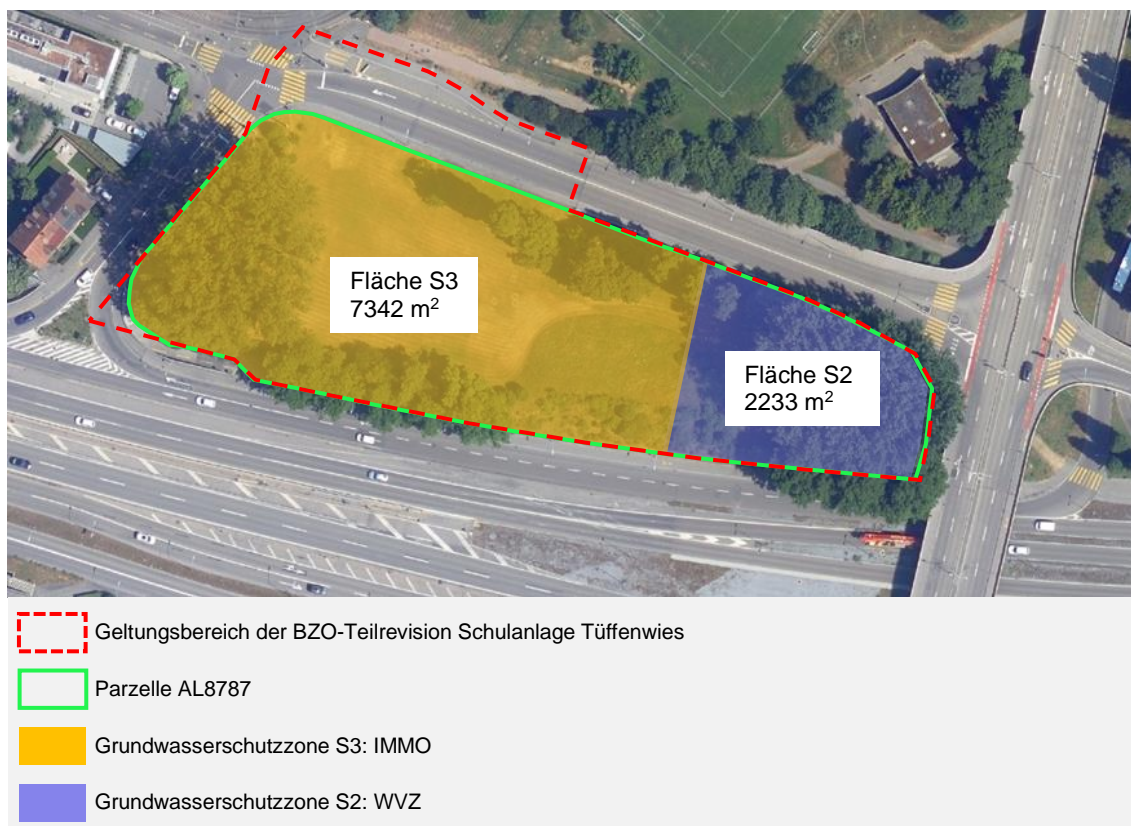 Fläche S3
7342 m²
Fläche S2
2233 m²
Geltungsbereich der BZO-Teilrevision Schulanlage Tüffenwies
Parzelle AL8787
Grundwasserschutzzone S3: IMMO
Grundwasserschutzzone S2: WVZ